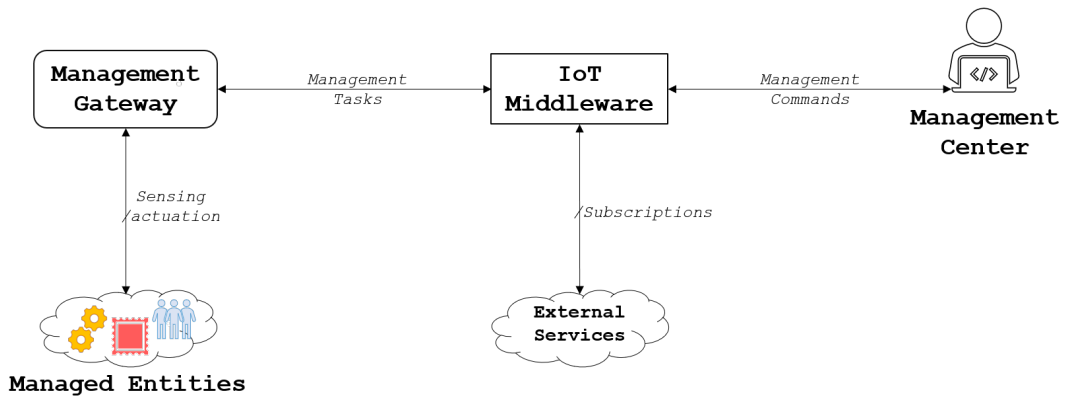 Management
Gateway
Management
Tasks
IoT
Middleware
Management
Commands
</>
Management
Center
Sensing
/actuation
/Subscriptions
External
Services
Managed Entities